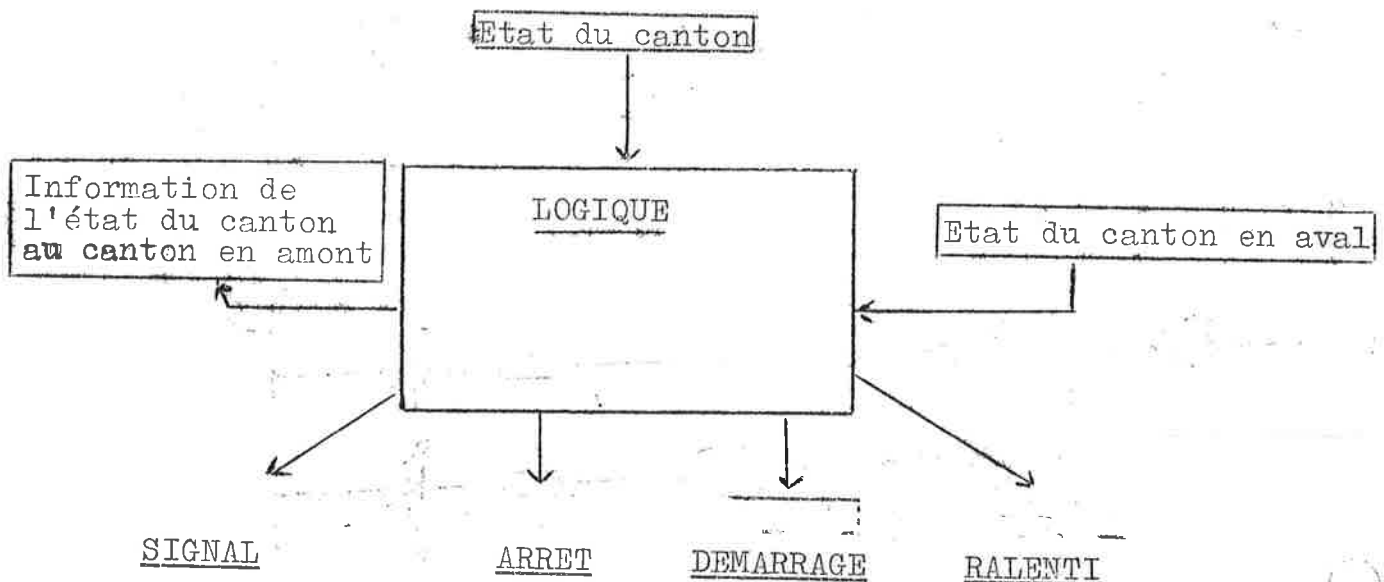 Etat du canton
Information de
l'état du canton
au canton en amont
LOGIQUE
Etat du canton en aval
SIGNAL
ARRET
DEMARRAGE
RALENTI